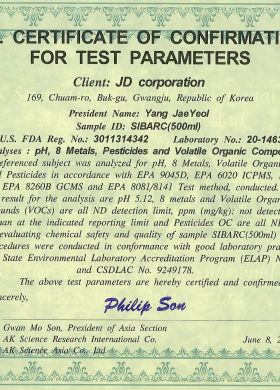 . CERTIFICATE OF CONFIRMATI
FOR TEST PARAMETERS
Client: JD corporation
169, Chuam-ro, Buk-gu, Gwangju, Republic of Korea
President Name: Yang JaeYeol
Sample ID: SIBARC(500ml)
U.S. FDA Reg. No.: 3011314342 Laboratory No.: 20-1463
alyses : pH, 8 Metals, Pesticides and Volatile Organic Compo
eferenced subject was analyzed for pH, 8 Metals, Volatile Organ
d Pesticides in accordance with EPA 9045D, EPA 6020 ICPMS,
EPA 8260B GCMS and EPA 8081/8141 Test method, conducted
result for the analysis are pH 5.12, 8 metals and Volatile Organ
unds (VOCs) are all ND detection limit, ppm (mg/kg): not detect
an at the indicated reporting limit and Pesticides OC are all NI
evaluating chemical safety and quality of sample SIBARC(500ml)
cedures were conducted in conformance with good laboratory pra
State Environmental Laboratory Accreditation Program (ELAP) N
and CSDLAC No. 9249178.
The above test parameters are hereby certified and confirmed
ncerely,
Philip Son
Gwan Mo Son, President of Asia Section
AK Science Research International Co. June 8, 2
AK Science Asia Co., Ltd